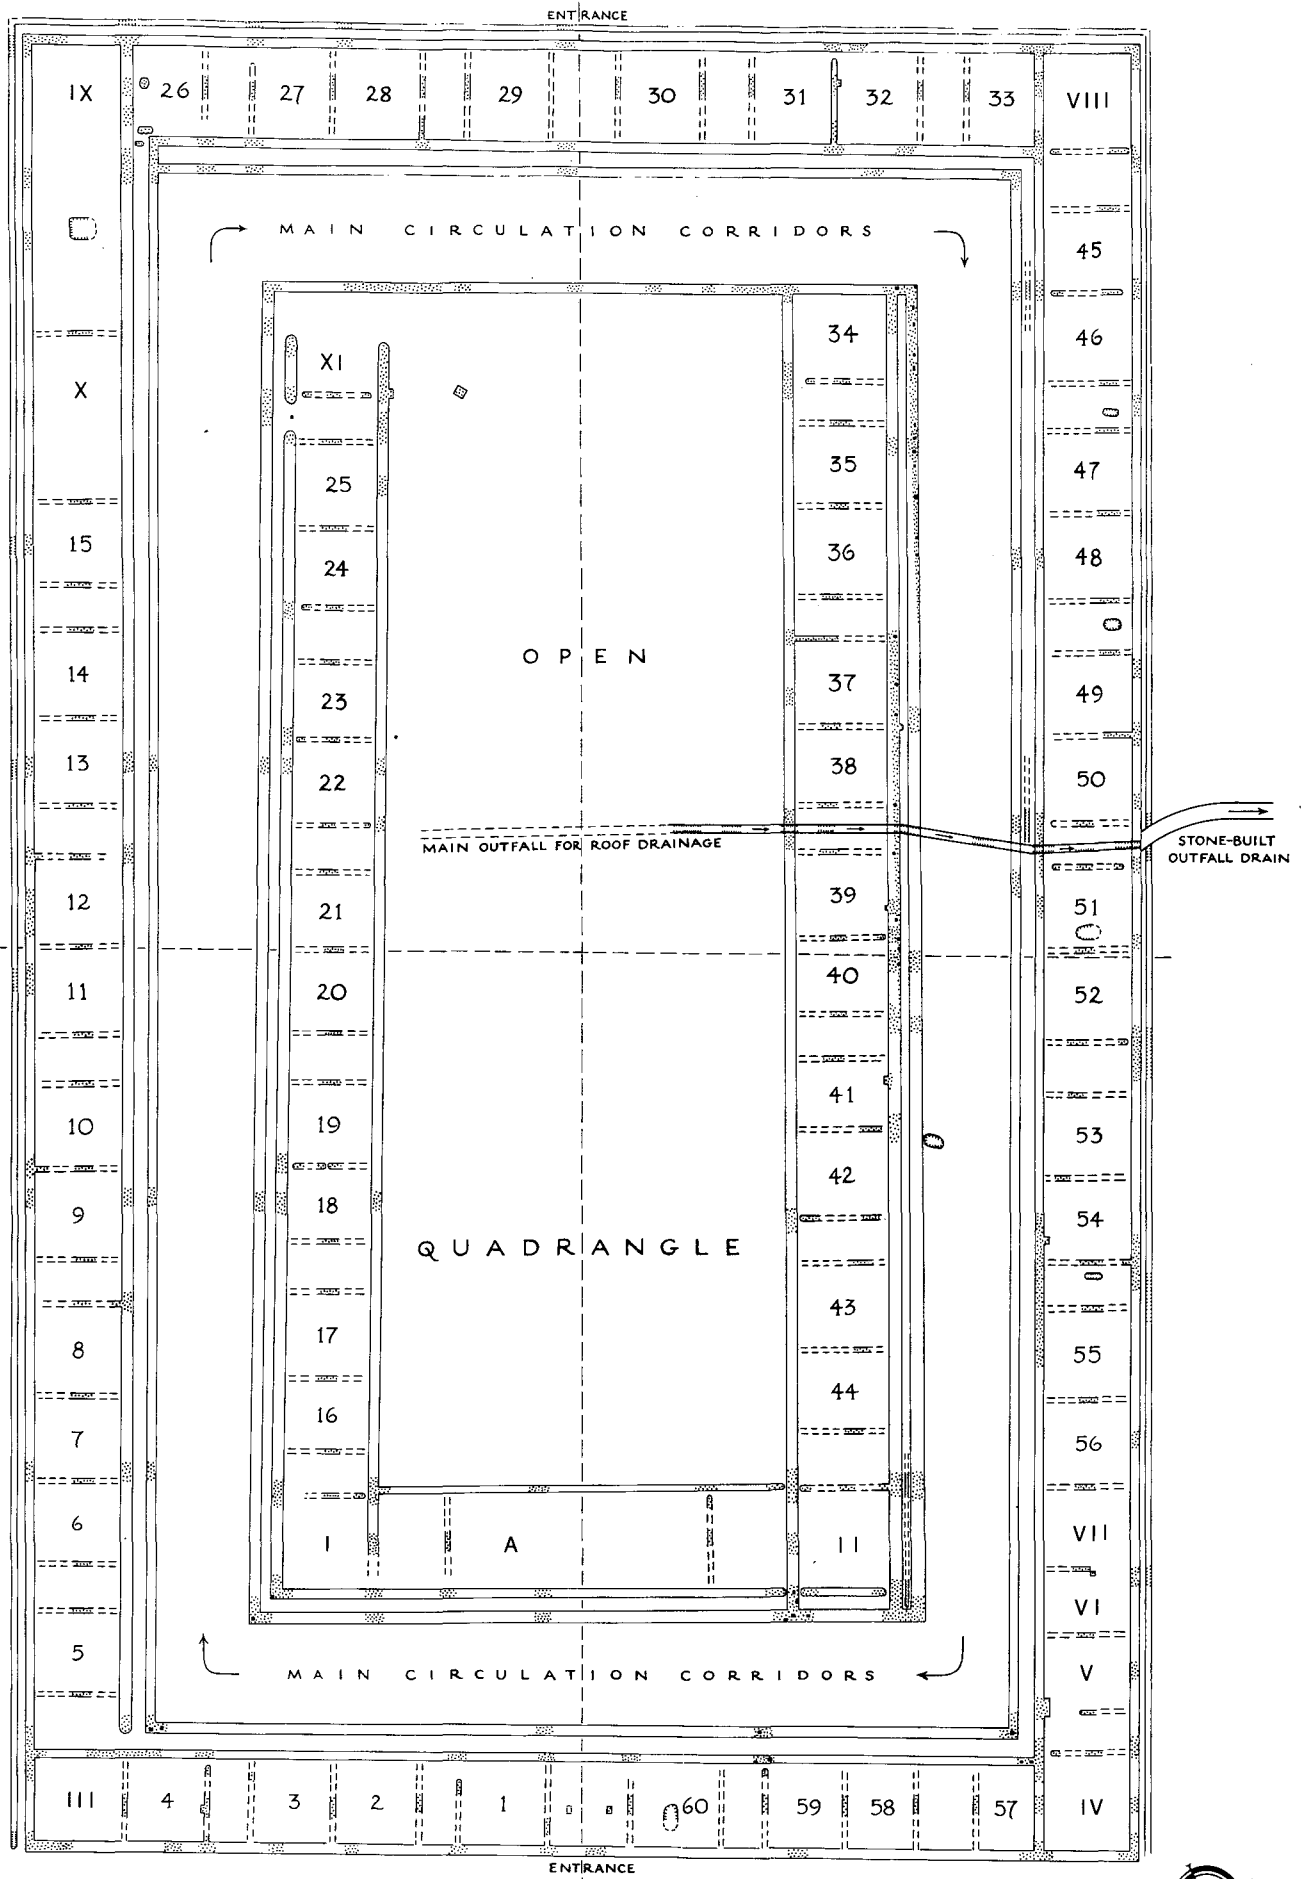 ENTRANCE
IX 26 27 28 29 30 31 32 33 VIII
MAIN CIRCULATION CORRIDORS
45
34
46
XI
X
35
47
25
15
36
48
24
OPEN
14
37
49
23
13
38
50
22
MAIN OUTFALL FOR ROOF DRAINAGE
STONE-BUILT
OUTFALL DRAIN
12
21
39
51
11
20
40
52
10
19
41
53
9
18
42
54
QUADRANGLE
8
17
43
55
7
16
44
56
6
I A II
VII
VI
5
V
MAIN CIRCULATION CORRIDORS
III 4 3 2 1 60 59 58 57 IV
ENTRANCE